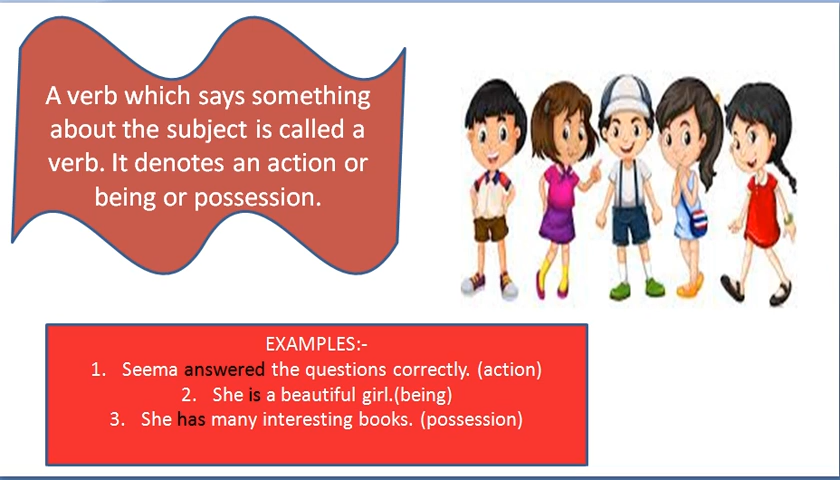 A verb which says something
about the subject is called a
verb. It denotes an action or
being or possession.
EXAMPLES:-
1. Seema answered the questions correctly. (action)
2. She is a beautiful girl.(being)
3. She has many interesting books. (possession)